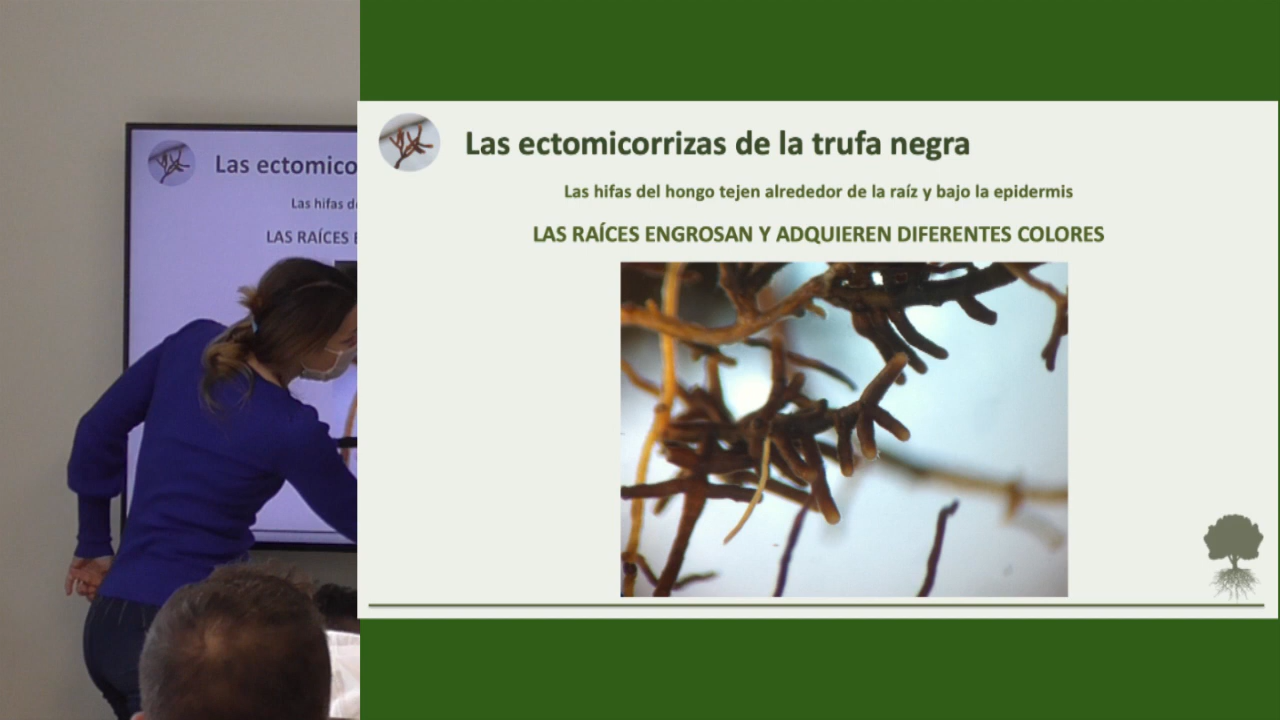 Las ectomico
Las hifas d
LAS RAÍCES
Las ectomicorrizas de la trufa negra
Las hifas del hongo tejen alrededor de la raíz y bajo la epidermis
LAS RAÍCES ENGROSAN Y ADQUIEREN DIFERENTES COLORES